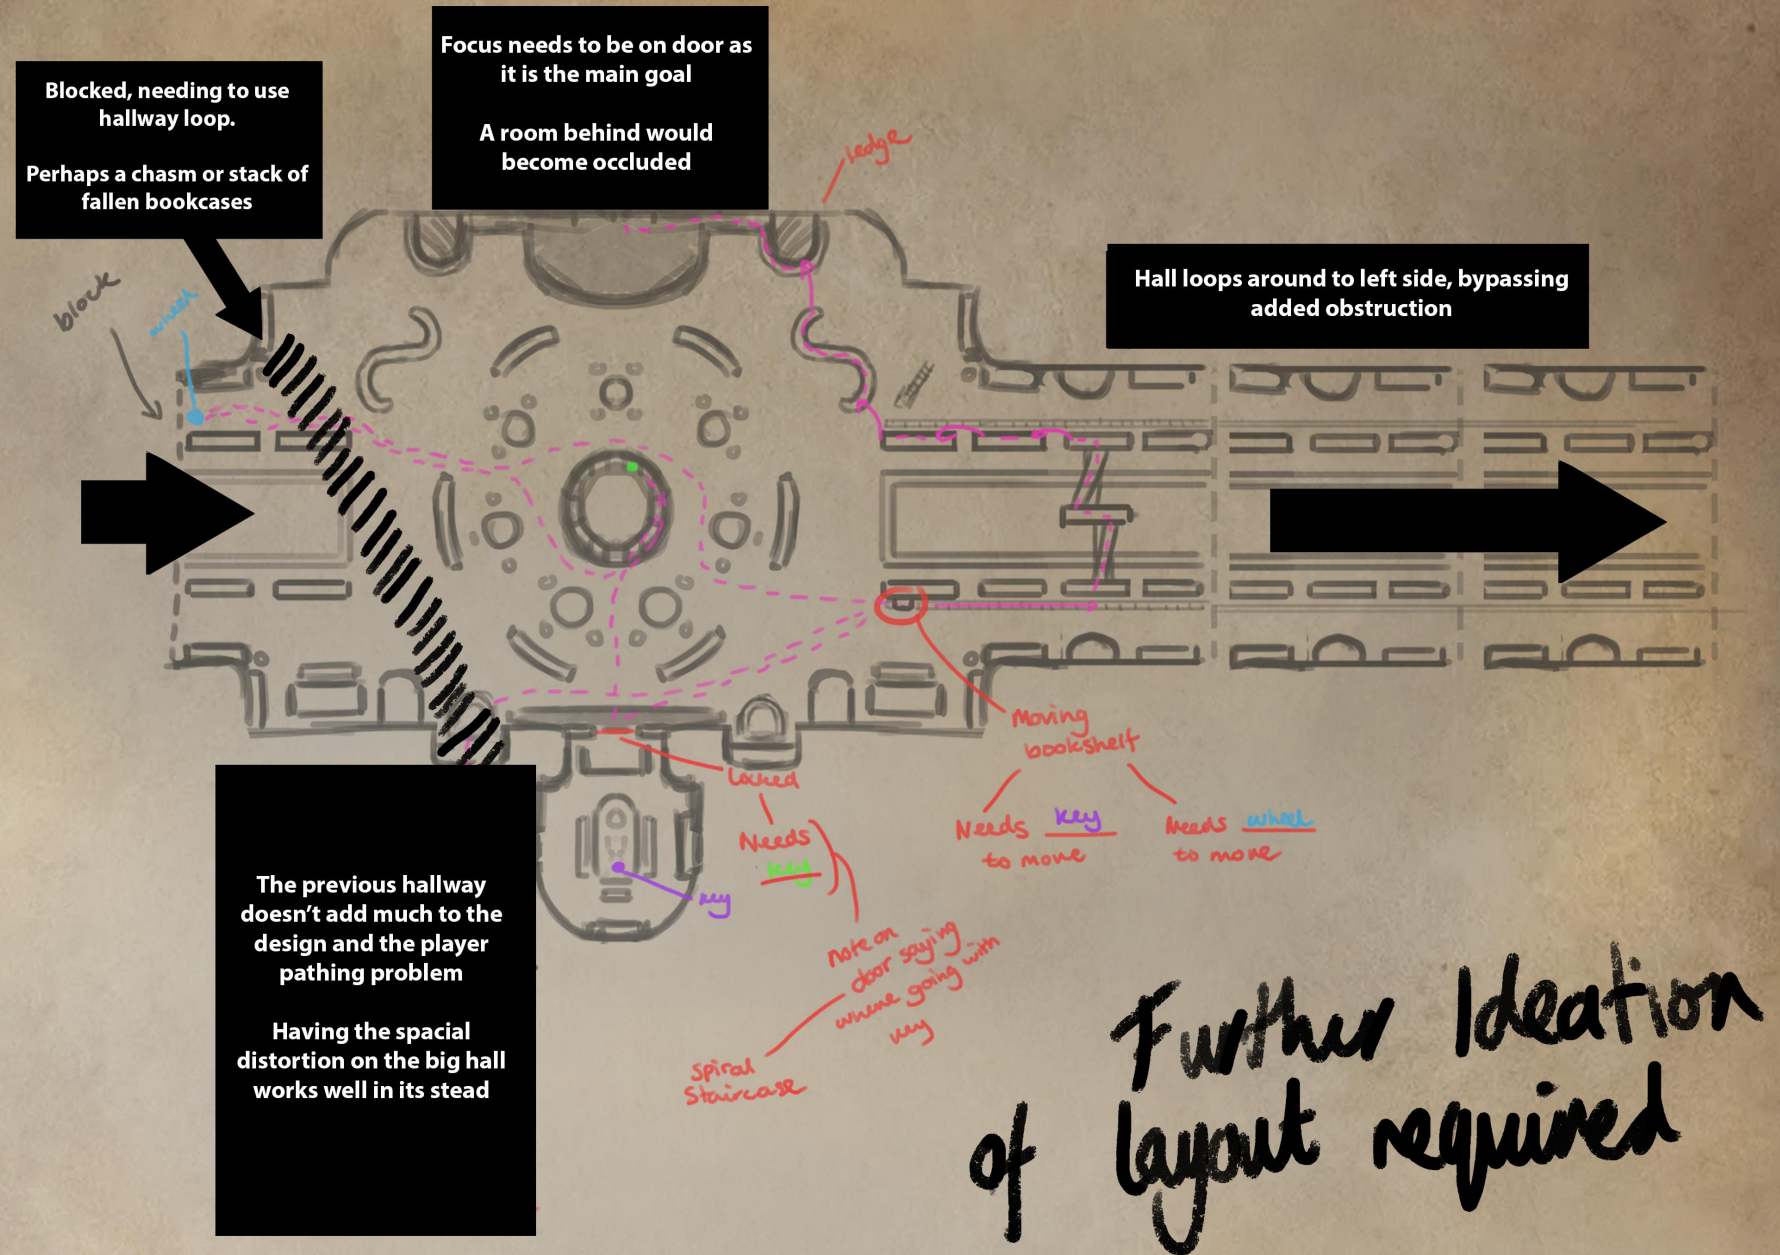 Focus needs to be on door as
it is the main goal
A room behind would
become occluded
Blocked, needing to use
hallway loop.
Perhaps a chasm or stack of
fallen bookcases
ledge
Hall loops around to left side, bypassing
added obstruction
block
wheel
Moving
bookshelf
Locked
Needs
key
Needs key
to move
Needs wheel
to move
key
note on
door saying
where going with
key
Spiral
Staircase
The previous hallway
doesn't add much to the
design and the player
pathing problem
Having the spacial
distortion on the big hall
works well in its stead
Further Ideation
of layout required